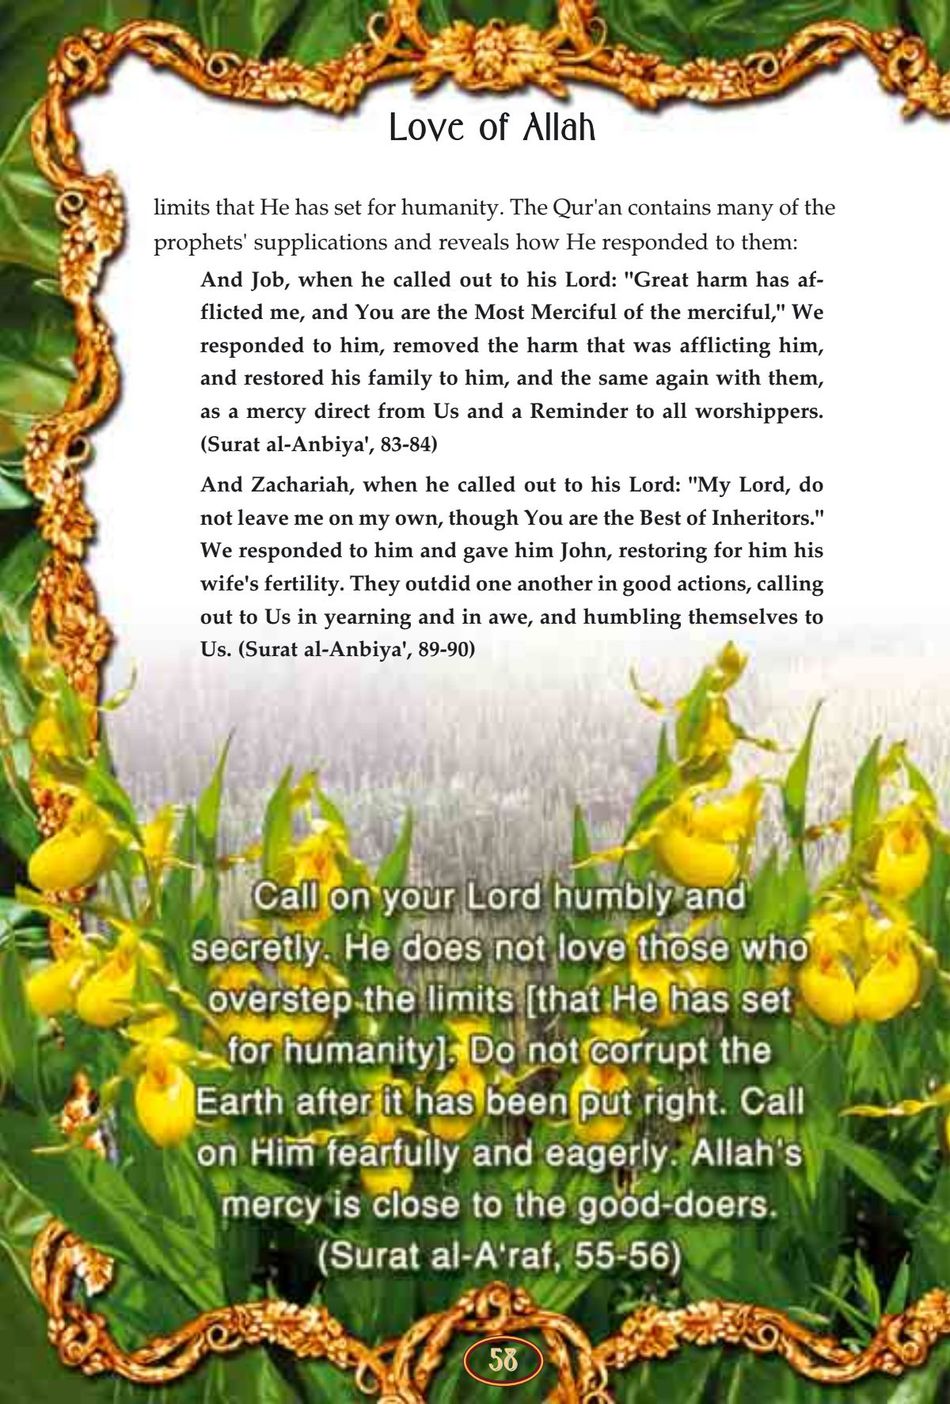 Love of Allah
limits that He has set for humanity. The Qur'an contains many of the
prophets' supplications and reveals how He responded to them:
And Job, when he called out to his Lord: "Great harm has af-
flicted me, and You are the Most Merciful of the merciful," We
responded to him, removed the harm that was afflicting him,
and restored his family to him, and the same again with them,
as a mercy direct from Us and a Reminder to all worshippers.
(Surat al-Anbiya', 83-84)
And Zachariah, when he called out to his Lord: "My Lord, do
not leave me on my own, though You are the Best of Inheritors."
We responded to him and gave him John, restoring for him his
wife's fertility. They outdid one another in good actions, calling
out to Us in yearning and in awe, and humbling themselves to
Us. (Surat al-Anbiya', 89-90)
Call on your Lord humbly and
secretly. He does not love those who
overstep the limits [that He has set
for humanity]. Do not corrupt the
Earth after it has been put right. Call
on Him fearfully and eagerly. Allah's
mercy is close to the good-doers.
(Surat al-A'raf, 55-56)
58